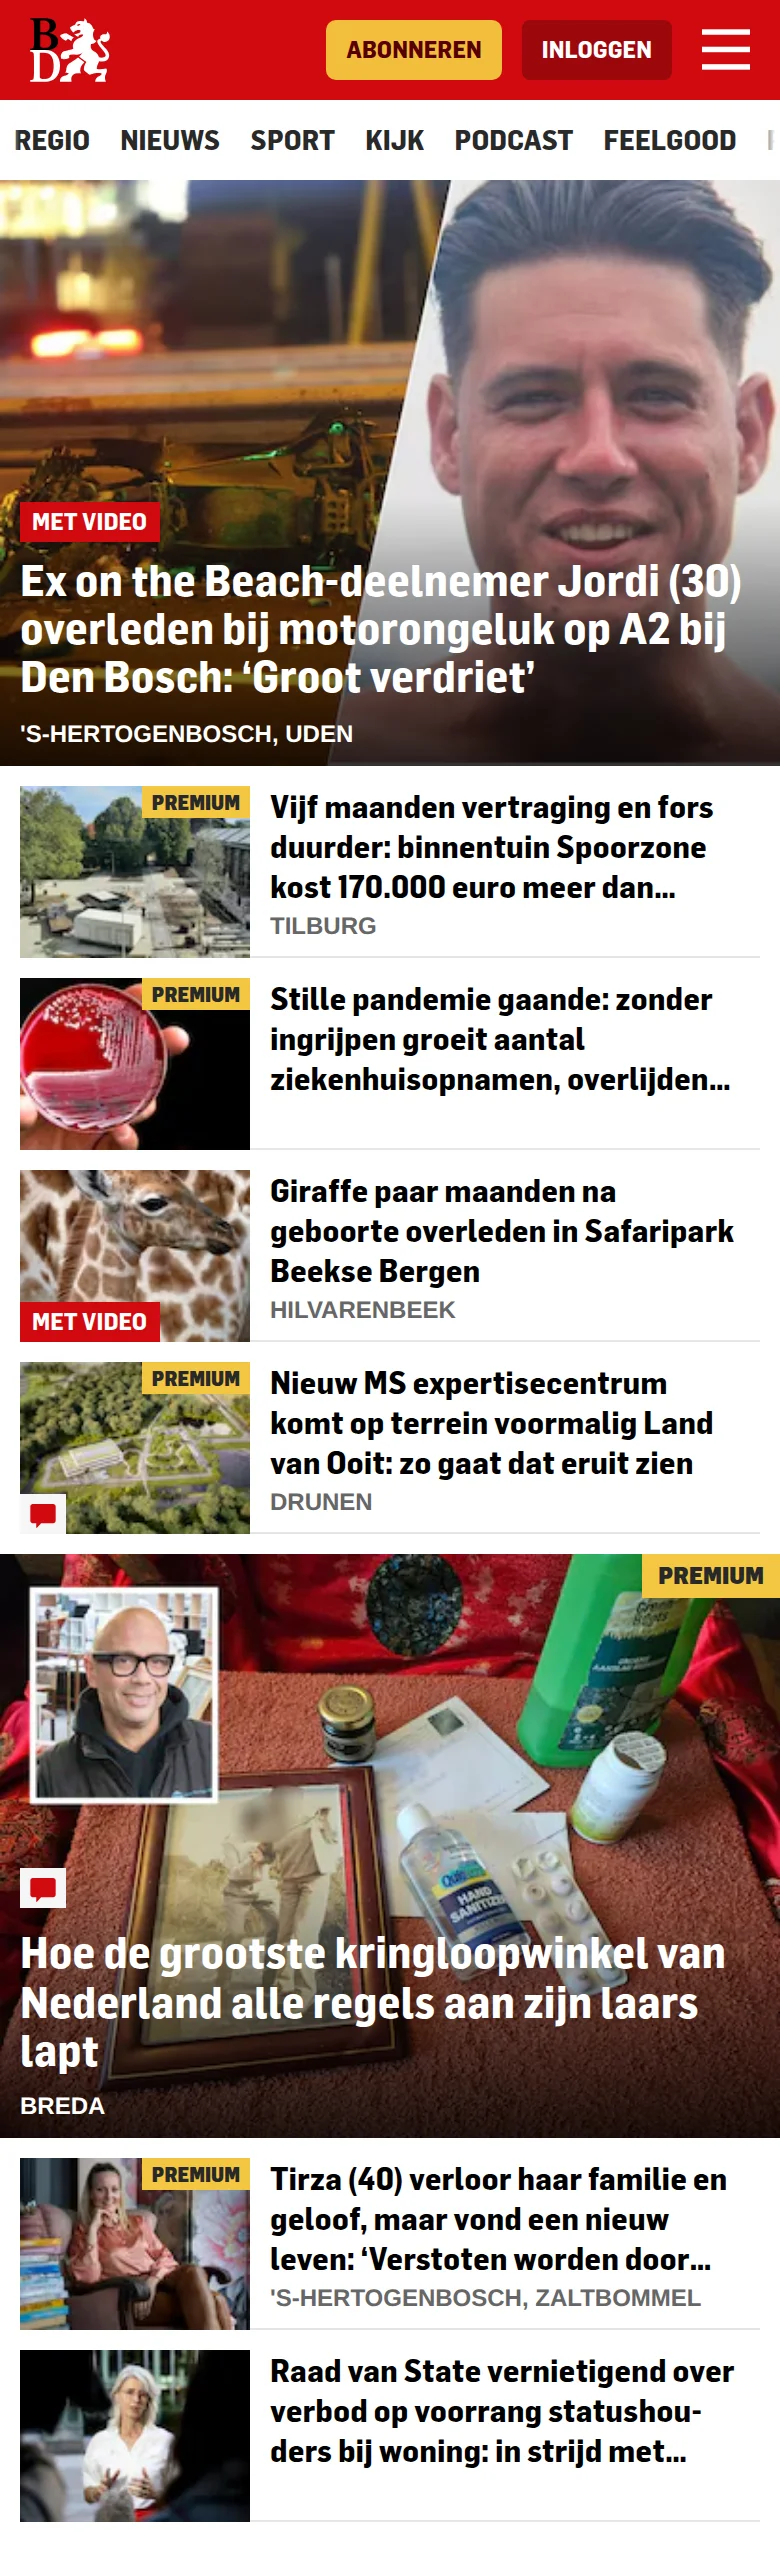 B
D
ABONNEREN
INLOGGEN
REGIO NIEUWS SPORT KIJK PODCAST FEELGOOD
MET VIDEO
Ex on the Beach-deelnemer Jordi (30)
overleden bij motorongeluk op A2 bij
Den Bosch: ‘Groot verdriet’
'S-HERTOGENBOSCH, UDEN
PREMIUM
Vijf maanden vertraging en fors
duurder: binnentuin Spoorzone
kost 170.000 euro meer dan...
TILBURG
PREMIUM
Stille pandemie gaande: zonder
ingrijpen groeit aantal
ziekenhuisopnamen, overlijden...
MET VIDEO
Giraffe paar maanden na
geboorte overleden in Safaripark
Beekse Bergen
HILVARENBEEK
PREMIUM
Nieuw MS expertisecentrum
komt op terrein voormalig Land
van Ooit: zo gaat dat eruit zien
DRUNEN
PREMIUM
HAND
SANITIZER
Hoe de grootste kringloopwinkel van
Nederland alle regels aan zijn laars
lapt
BREDA
PREMIUM
Tirza (40) verloor haar familie en
geloof, maar vond een nieuw
leven: ‘Verstoten worden door...
'S-HERTOGENBOSCH, ZALTBOMMEL
Raad van State vernietigend over
verbod op voorrang statushou-
ders bij woning: in strijd met...